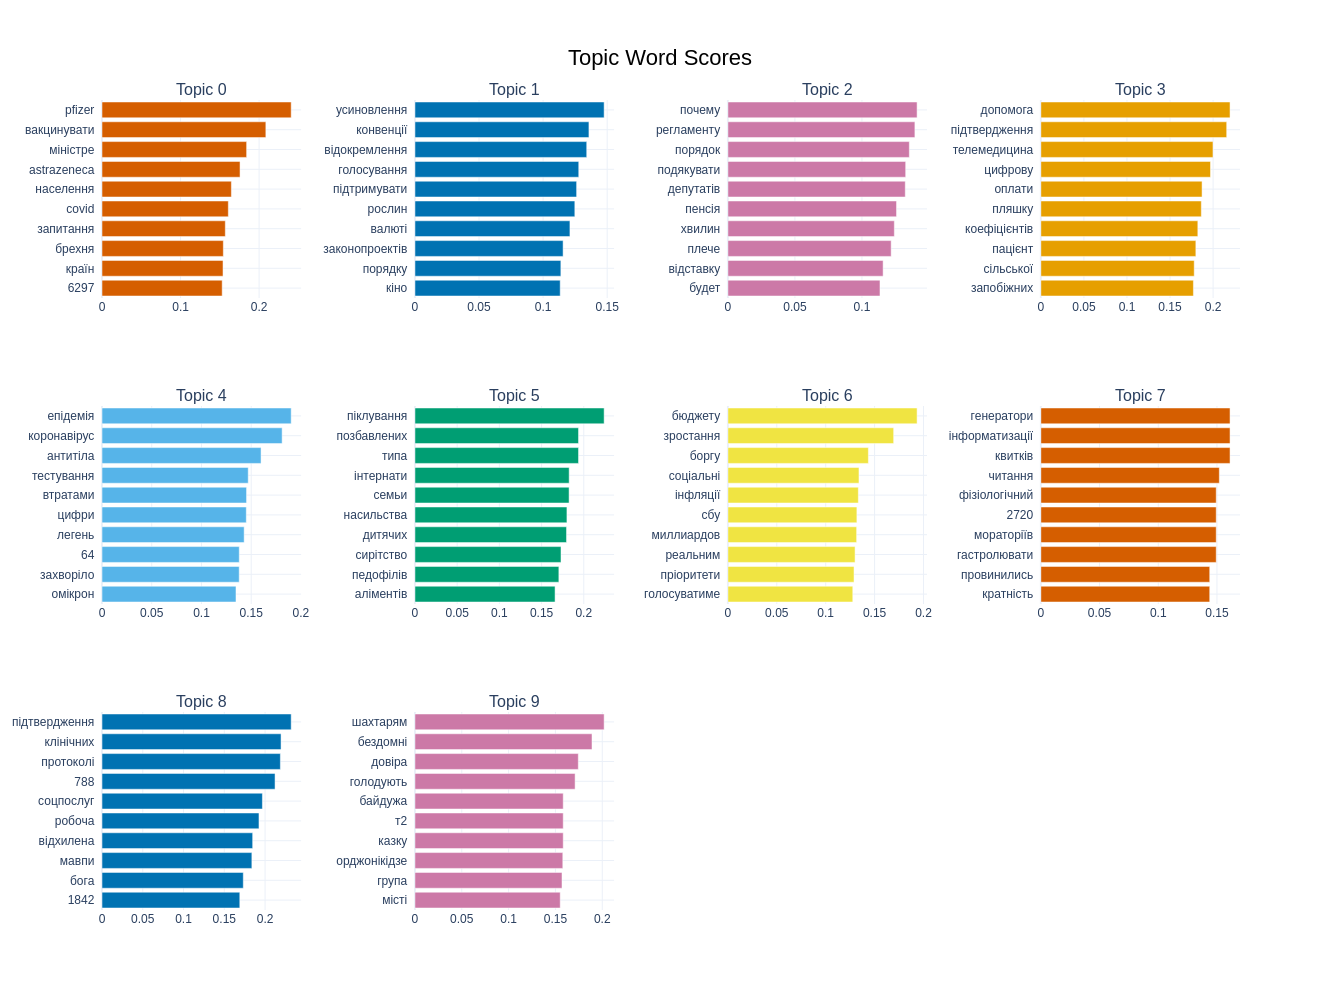 Topic Word Scores
Topic 0
pfizer
вакцинувати
міністре
astrazeneca
населення
covid
запитання
брехня
країн
6297
0 0.1 0.2
Topic 1
усиновлення
конвенції
відокремлення
голосування
підтримувати
рослин
валюті
законопроектів
порядку
кіно
0 0.05 0.1 0.15
Topic 2
почему
регламенту
порядок
подякувати
депутатів
пенсія
хвилин
плече
відставку
будет
0 0.05 0.1
Topic 3
допомога
підтвердження
телемедицина
цифрову
оплати
пляшку
коефіцієнтів
пацієнт
сільської
запобіжних
0 0.05 0.1 0.15 0.2
Topic 4
епідемія
коронавірус
антитіла
тестування
втратами
цифри
легень
64
захворіло
омікрон
0 0.05 0.1 0.15 0.2
Topic 5
піклування
позбавлених
типа
інтернати
семьи
насильства
дитячих
сирітство
педофілів
аліментів
0 0.05 0.1 0.15 0.2
Topic 6
бюджету
зростання
боргу
соціальні
інфляції
сбу
миллиардов
реальним
пріоритети
голосуватиме
0 0.05 0.1 0.15 0.2
Topic 7
генератори
інформатизації
квитків
читання
фізіологічний
2720
мораторіїв
гастролювати
провинились
кратність
0 0.05 0.1 0.15
Topic 8
підтвердження
клінічних
протоколі
788
соцпослуг
робоча
відхилена
мавпи
бога
1842
0 0.05 0.1 0.15 0.2
Topic 9
шахтарям
бездомні
довіра
голодують
байдужа
т2
казку
орджонікідзе
група
місті
0 0.05 0.1 0.15 0.2